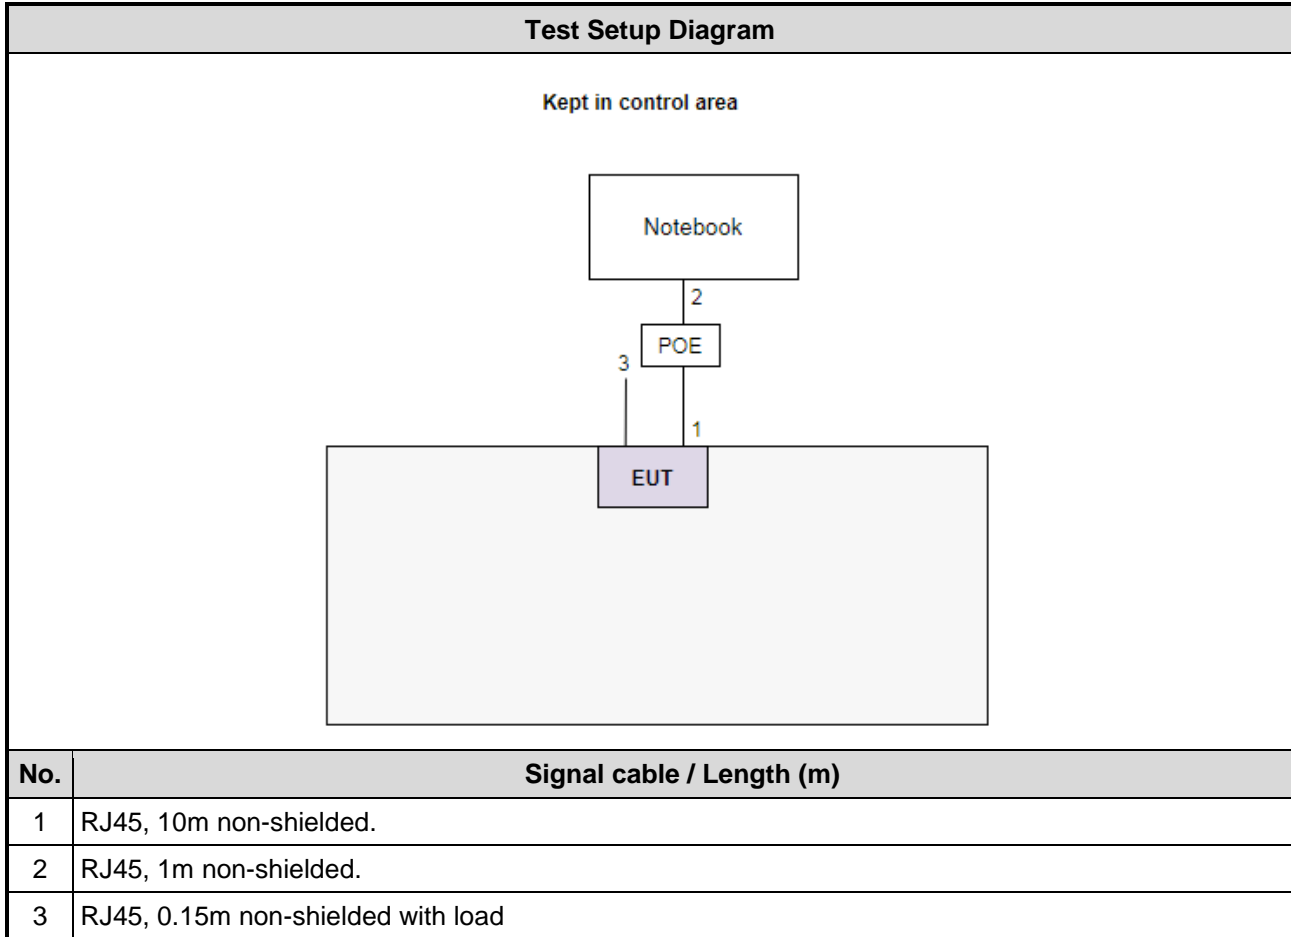 Test Setup Diagram
Kept in control area
Notebook
2
POE
3
1
EUT
No. Signal cable / Length (m)
1 RJ45, 10m non-shielded.
2 RJ45, 1m non-shielded.
3 RJ45, 0.15m non-shielded with load